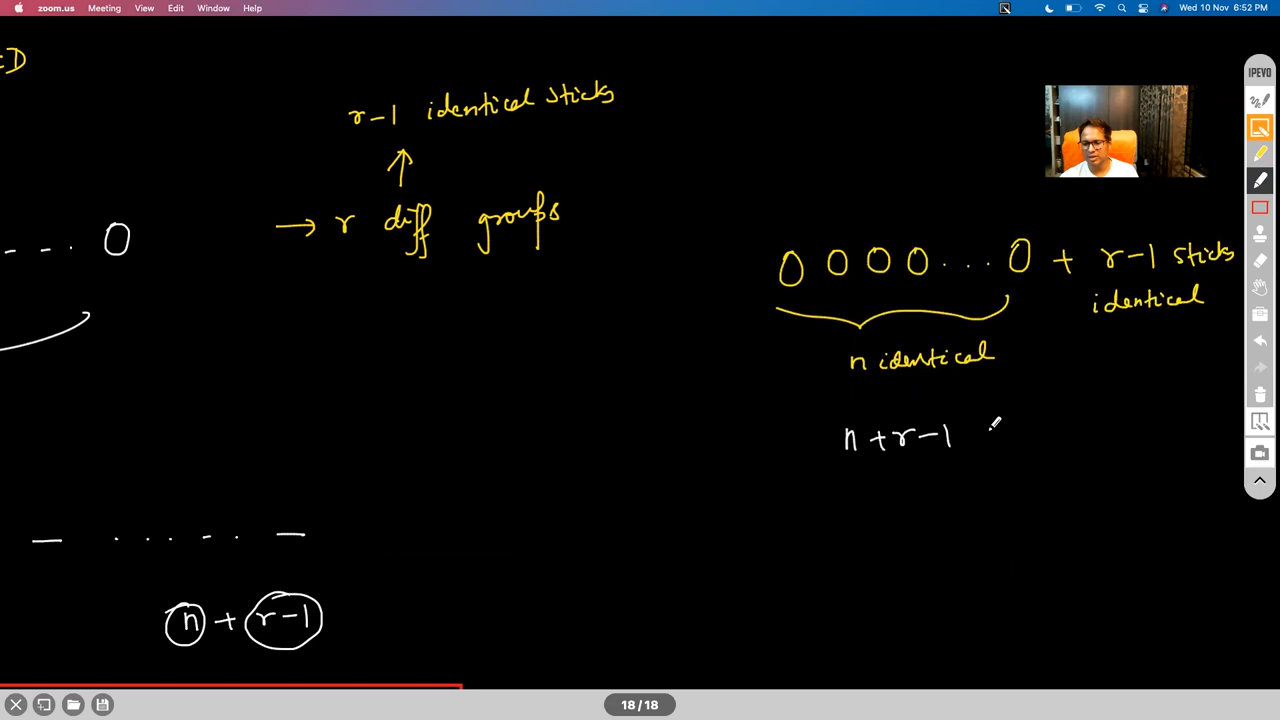 zoom.us Meeting View Edit Window Help Wed 10 Nov 6:52 PM
IPEVO
r-1 identical sticks
→ r diff groups
0 0 0 0 ... 0 + r-1 sticks
identical
n identical
n+r-1
n + r-1
18/18